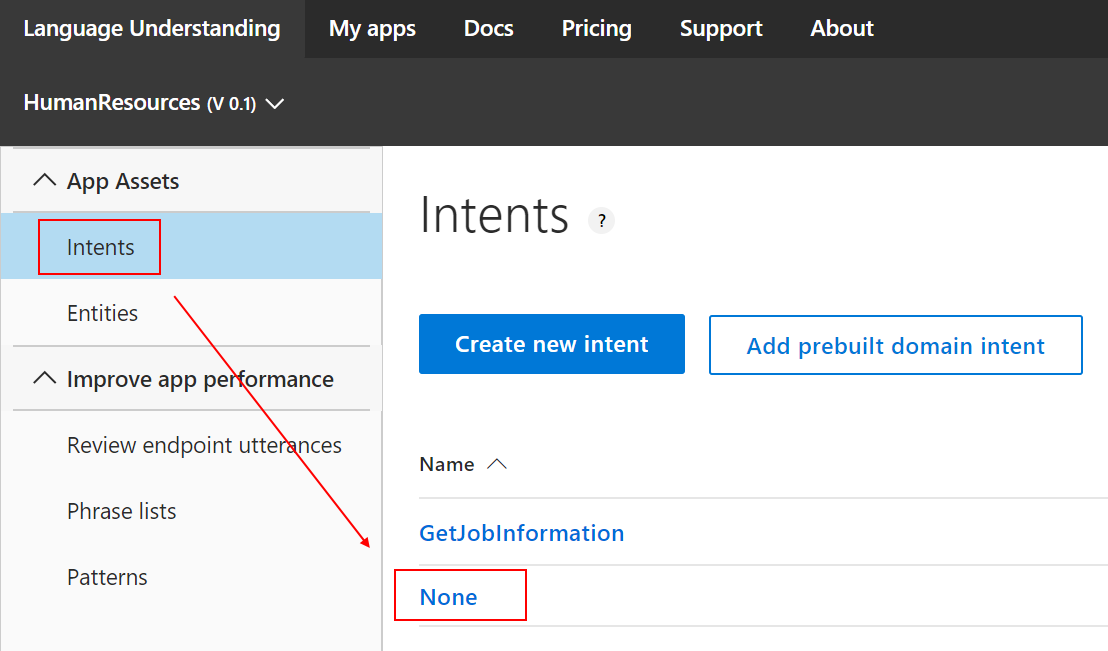 Language Understanding My apps Docs Pricing Support About
HumanResources (V 0.1)
App Assets
Intents
Entities
Improve app performance
Review endpoint utterances
Phrase lists
Patterns
Intents ?
Create new intent Add prebuilt domain intent
Name
GetJobInformation
None